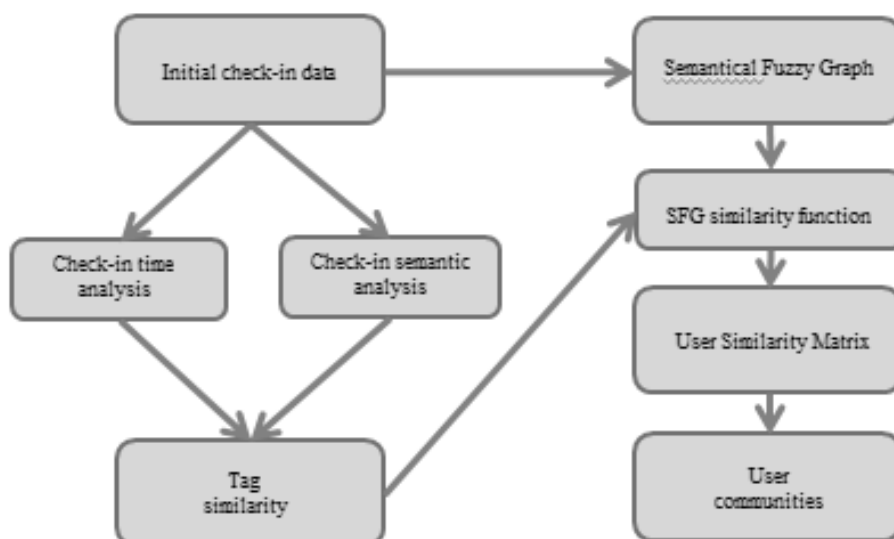 Initial check-in data
Semantical Fuzzy Graph
SFG similarity function
Check-in time
analysis
Check-in semantic
analysis
User Similarity Matrix
Tag
similarity
User
communities